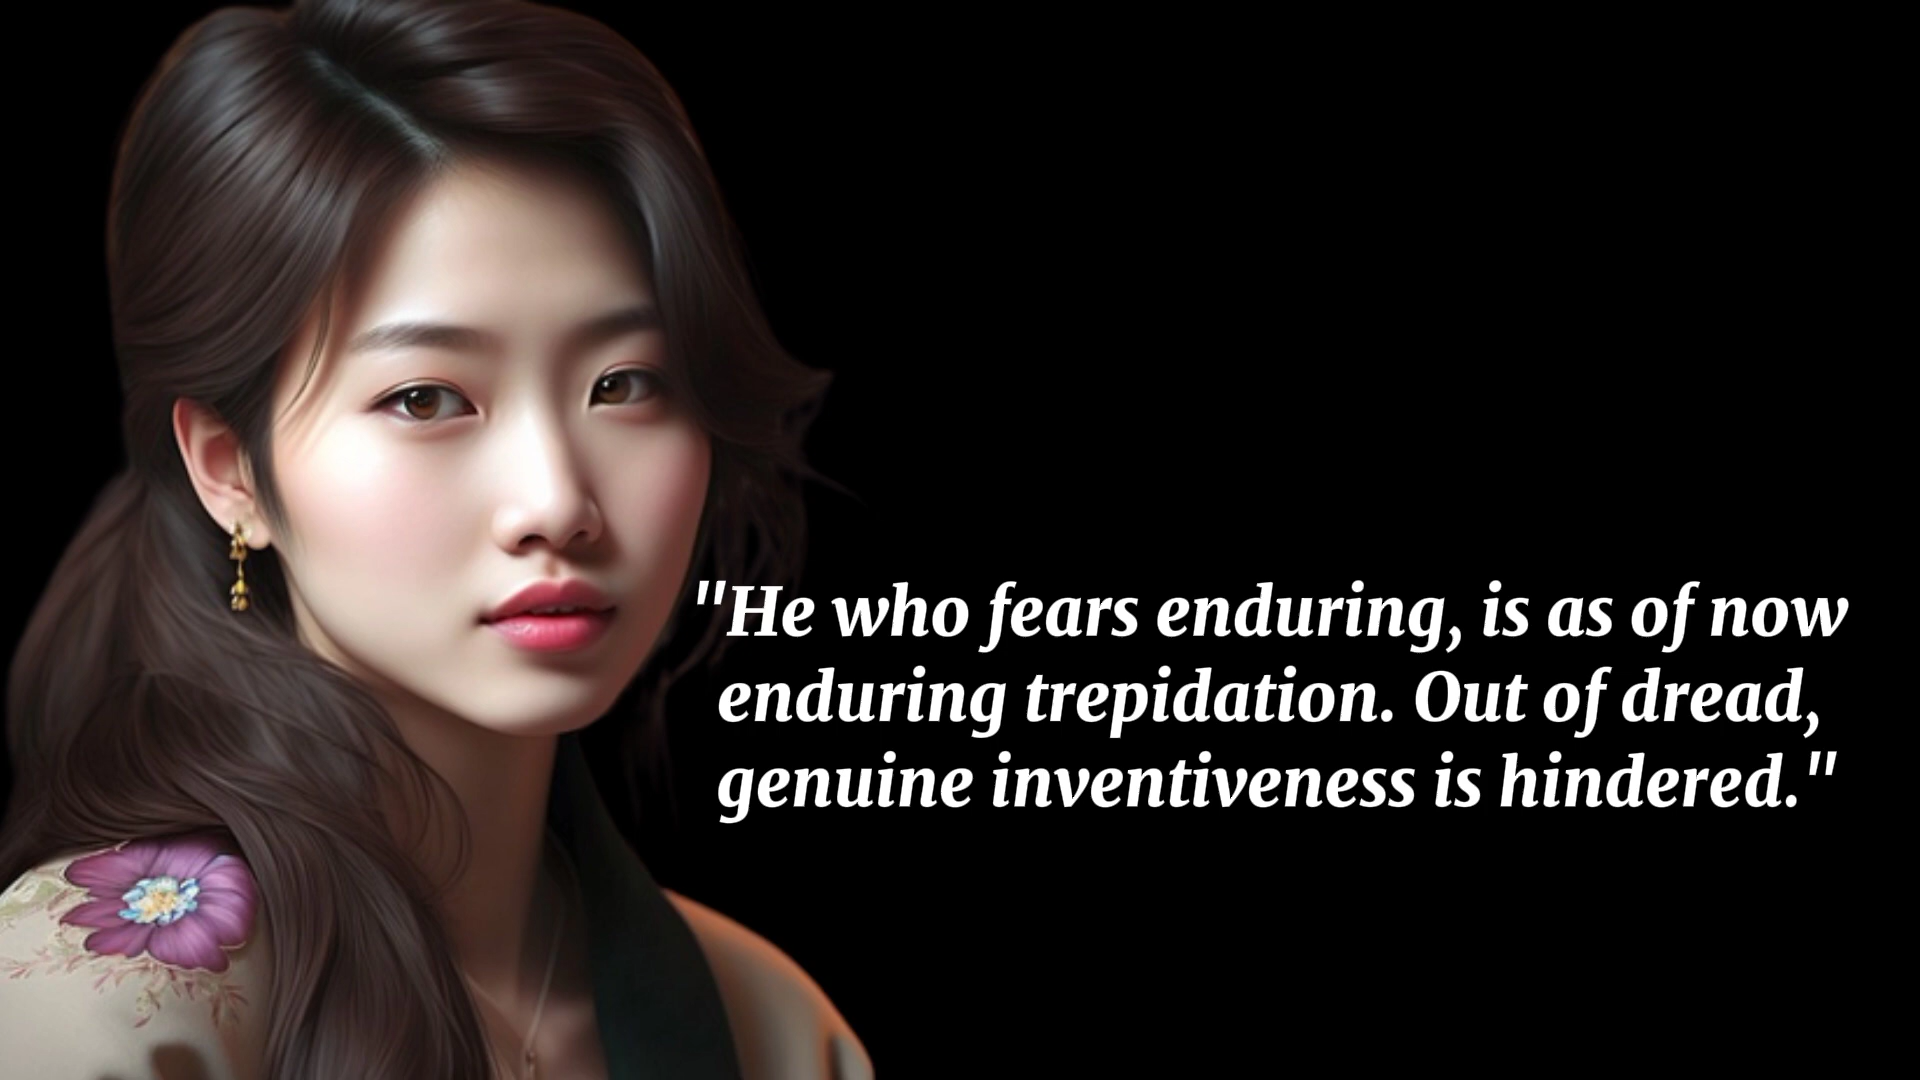 "He who fears enduring, is as of now
enduring trepidation. Out of dread,
genuine inventiveness is hindered."